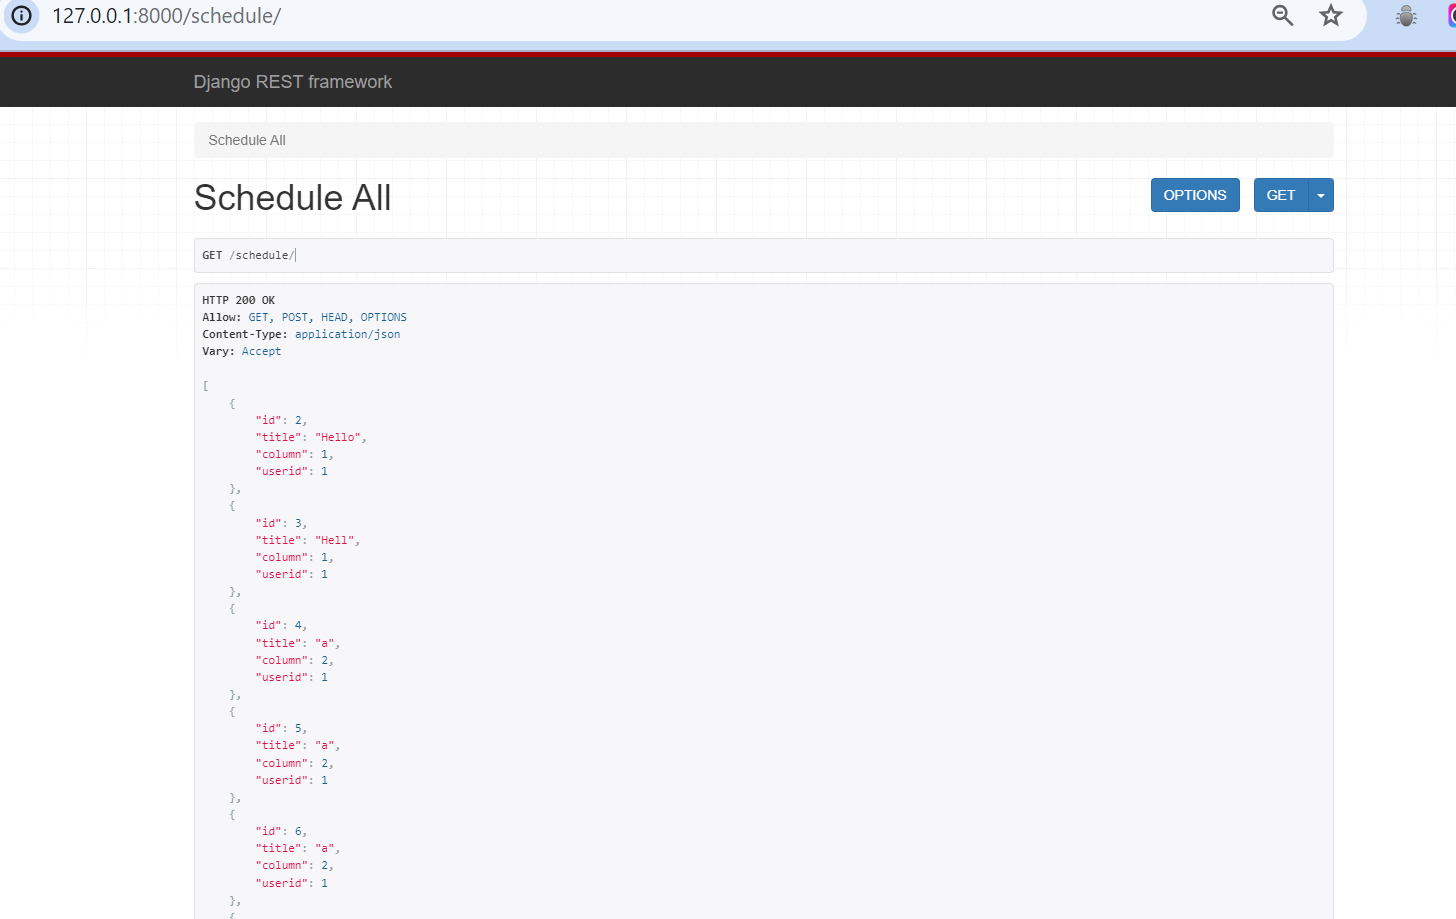 127.0.0.1:8000/schedule/
Django REST framework
Schedule All
Schedule All
OPTIONS
GET
GET /schedule/
HTTP 200 OK
Allow: GET, POST, HEAD, OPTIONS
Content-Type: application/json
Vary: Accept
[
    {
        "id": 2,
        "title": "Hello",
        "column": 1,
        "userid": 1
    },
    {
        "id": 3,
        "title": "Hell",
        "column": 1,
        "userid": 1
    },
    {
        "id": 4,
        "title": "a",
        "column": 2,
        "userid": 1
    },
    {
        "id": 5,
        "title": "a",
        "column": 2,
        "userid": 1
    },
    {
        "id": 6,
        "title": "a",
        "column": 2,
        "userid": 1
    },
    {